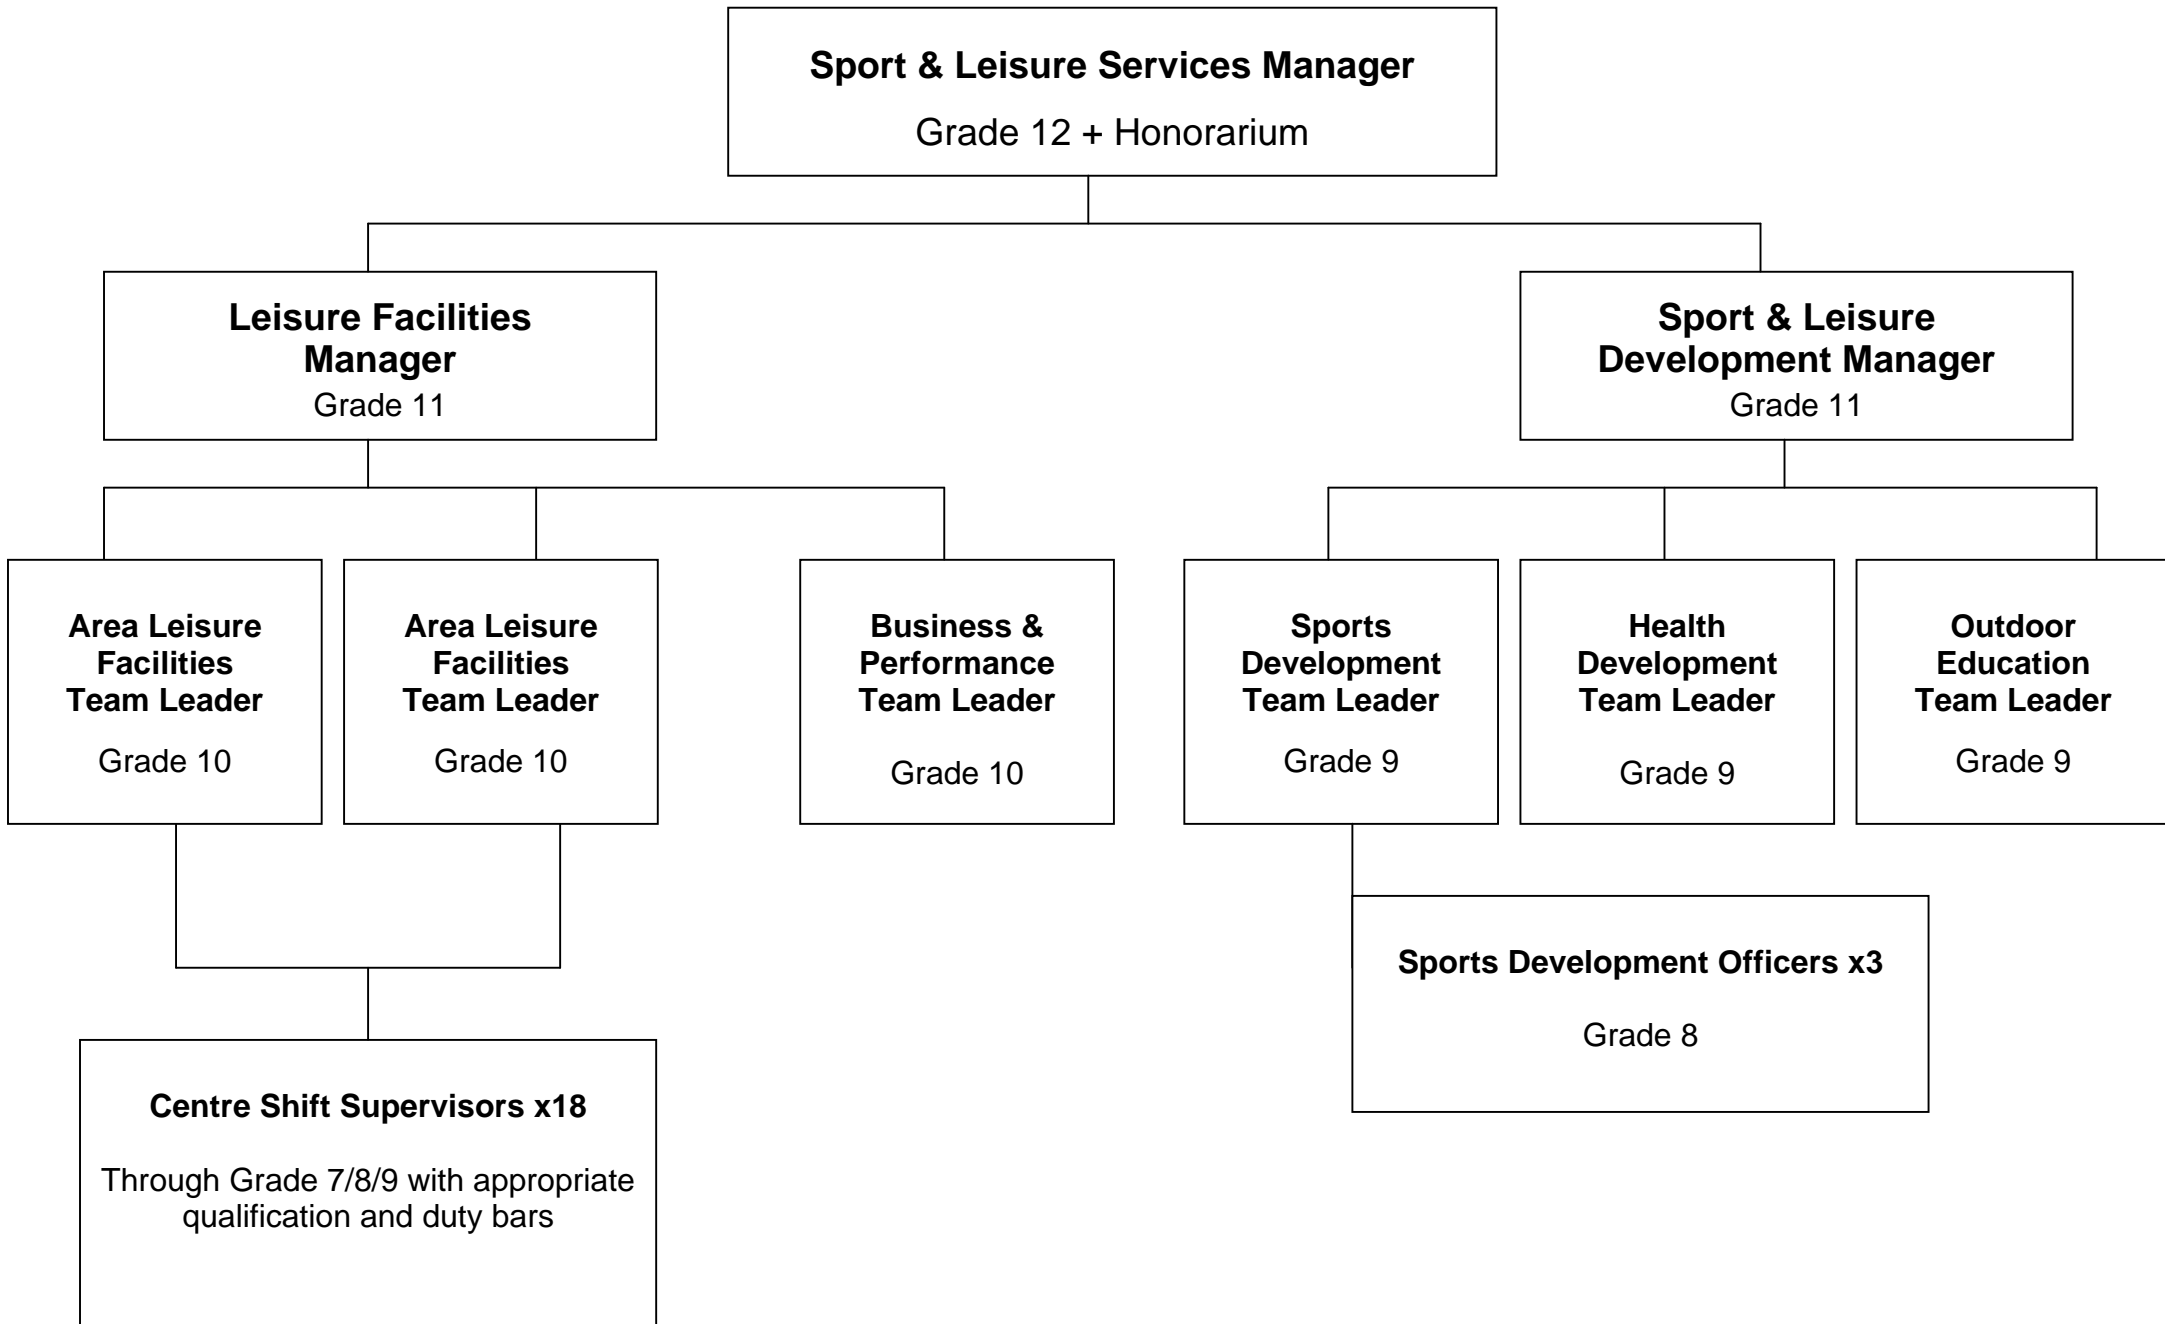 Sport & Leisure Services Manager
Grade 12 + Honorarium
Leisure Facilities
Manager
Grade 11
Sport & Leisure
Development Manager
Grade 11
Area Leisure
Facilities
Team Leader
Grade 10
Area Leisure
Facilities
Team Leader
Grade 10
Business &
Performance
Team Leader
Grade 10
Sports
Development
Team Leader
Grade 9
Health
Development
Team Leader
Grade 9
Outdoor
Education
Team Leader
Grade 9
Sports Development Officers x3
Grade 8
Centre Shift Supervisors x18
Through Grade 7/8/9 with appropriate
qualification and duty bars